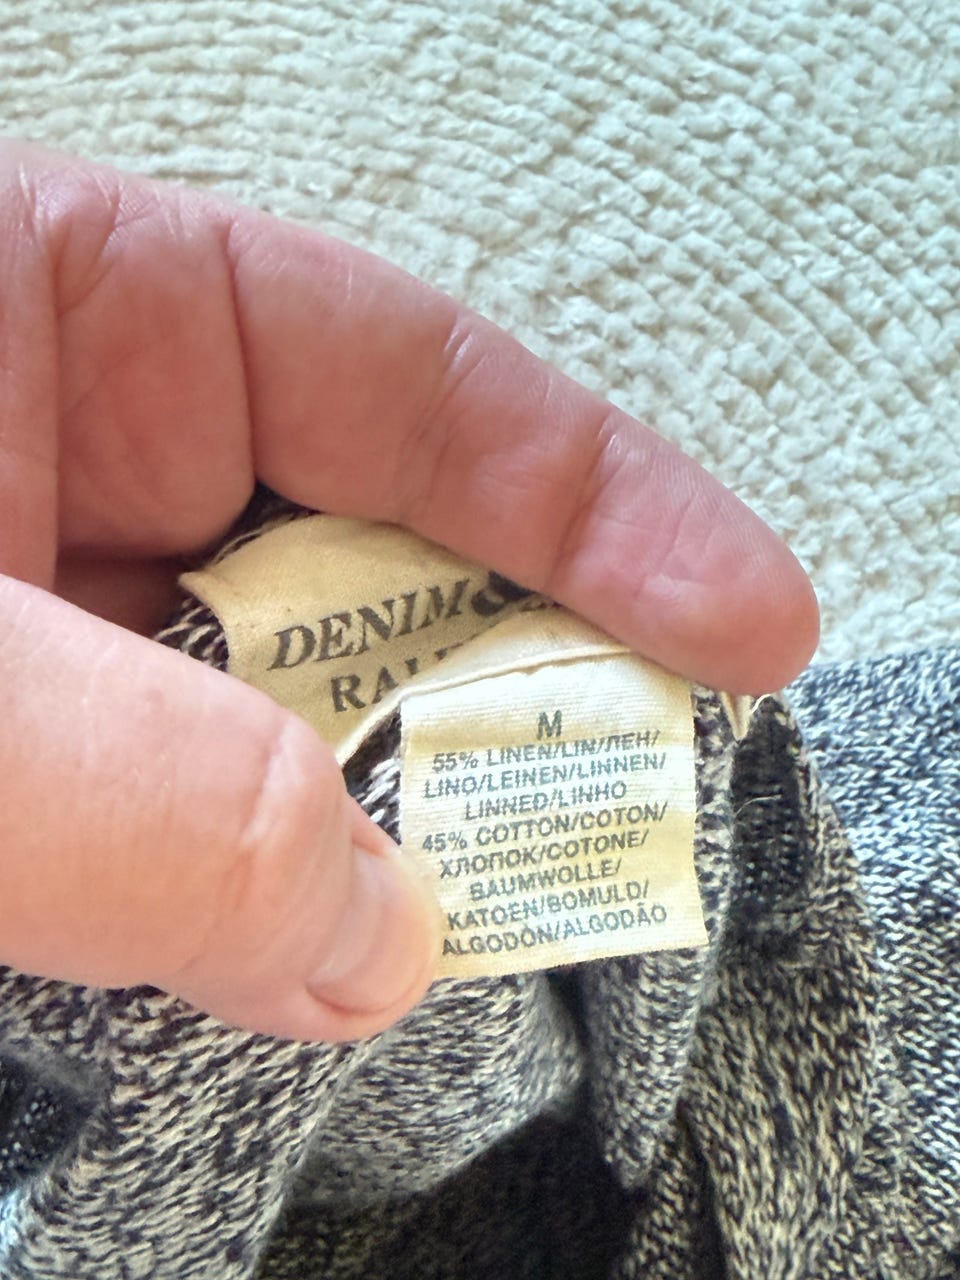 DENIM &
M
55% LINEN/LIN/ЛЕН/
LINO/LEINEN/LINNEN/
LINNED/LINHO
45% COTTON/COTON/
ХЛОПОК/COTONE/
BAUMWOLLE/
KATOEN/BOMULD/
ALGODÓN/ALGODÃO